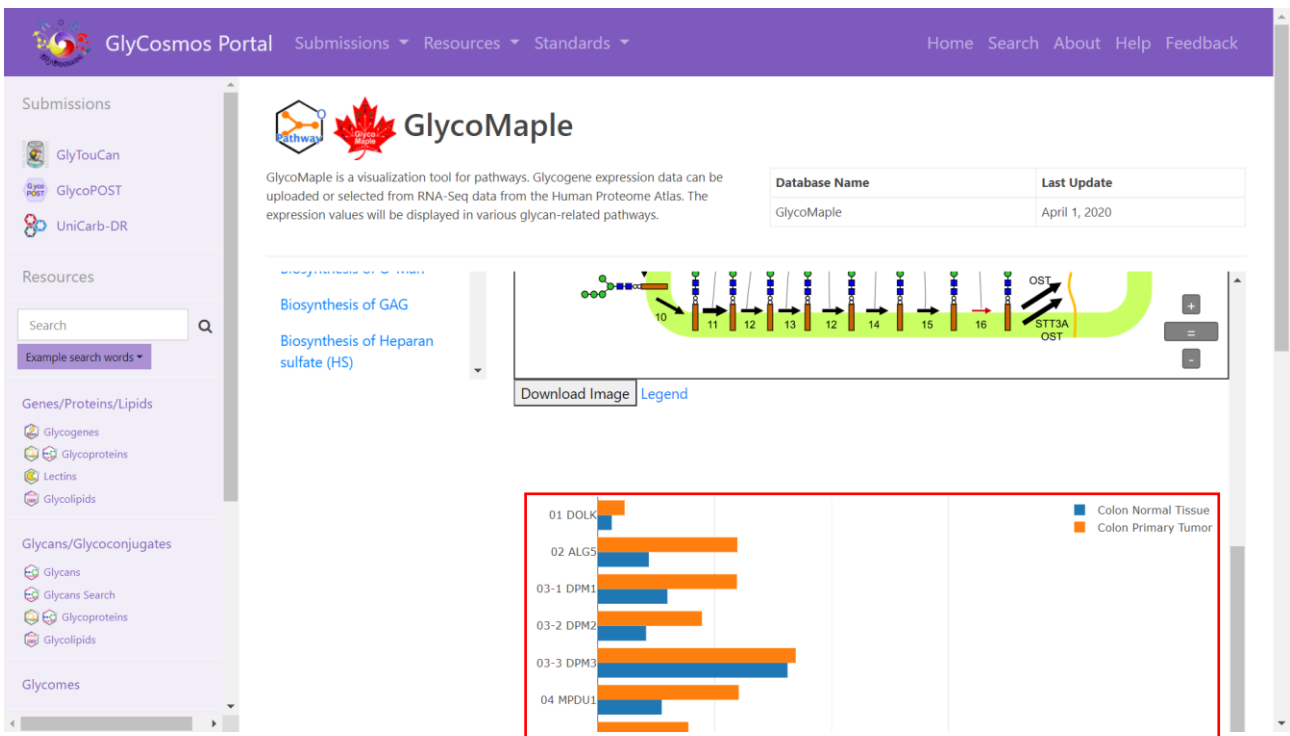 GlyCosmos Portal Submissions Resources Standards Home Search About Help Feedback
Submissions
GlyTouCan
GlycoPOST
UniCarb-DR
Resources
Search
Example search words
Genes/Proteins/Lipids
Glycogenes
Glycoproteins
Lectins
Glycolipids
Glycans/Glycoconjugates
Glycans
Glycans Search
Glycoproteins
Glycolipids
Glycomes
Pathway
Glyco
Maple
GlycoMaple
GlycoMaple is a visualization tool for pathways. Glycogene expression data can be
uploaded or selected from RNA-Seq data from the Human Proteome Atlas. The
expression values will be displayed in various glycan-related pathways.
Database Name Last Update
GlycoMaple April 1, 2020
Biosynthesis of O-Man
Biosynthesis of GAG
Biosynthesis of Heparan
sulfate (HS)
10 11 12 13 12 14 15 16
OST
STT3A
OST
+
=
-
Download Image Legend
Colon Normal Tissue
Colon Primary Tumor
01 DOLK
02 ALG5
03-1 DPM1
03-2 DPM2
03-3 DPM3
04 MPDU1